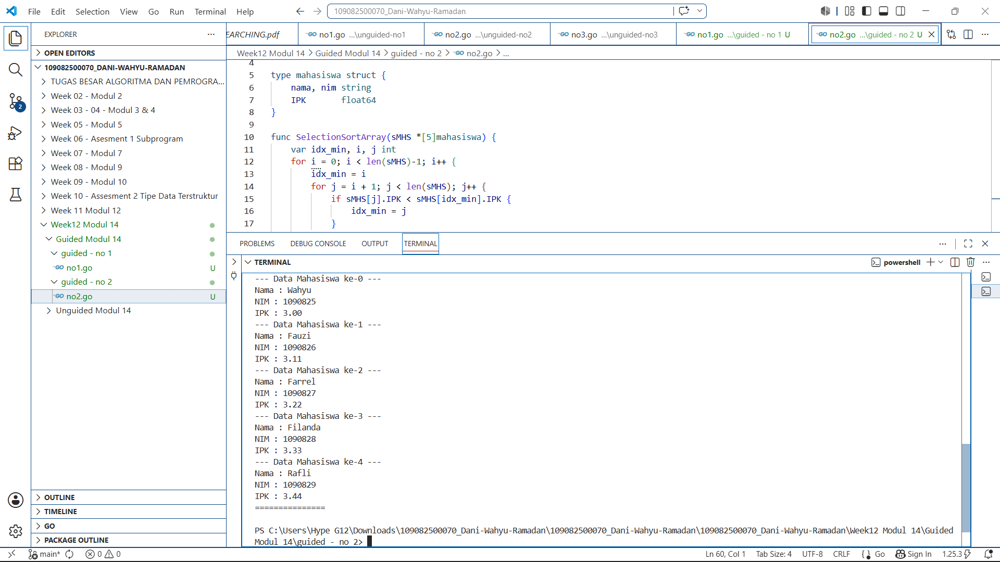 File Edit Selection View Go Run Terminal Help
109082500070_Dani-Wahyu-Ramadan
EXPLORER
OPEN EDITORS
109082500070_DANI-WAHYU-RAMADAN
TUGAS BESAR ALGORITMA DAN PEMROGRA...
Week 02 - Modul 2
Week 03 - 04 - Modul 3 & 4
Week 05 - Modul 5
Week 06 - Asesment 1 Subprogram
Week 07 - Modul 7
Week 08 - Modul 9
Week 09 - Modul 10
Week 10 - Assesment 2 Tipe Data Terstruktur
Week 11 Modul 12
Week12 Modul 14
Guided Modul 14
guided - no 1
GO no1.go U
guided - no 2
GO no2.go U
Unguided Modul 14
OUTLINE
TIMELINE
GO
PACKAGE OUTLINE
2
EARCHING.pdf
GO no1.go ...\unguided-no1
GO no2.go ...\unguided-no2
GO no3.go ...\unguided-no3
GO no1.go ...\guided - no 1 U
GO no2.go ...\guided - no 2 U
Week12 Modul 14 > Guided Modul 14 > guided - no 2 > GO no2.go > ...
4
5 type mahasiswa struct {
6 nama, nim string
7 IPK float64
8 }
9
10 func SelectionSortArray(sMHS *[5]mahasiswa) {
11 var idx_min, i, j int
12 for i = 0; i < len(sMHS)-1; i++ {
13 idx_min = i
14 for j = i + 1; j < len(sMHS); j++ {
15 if sMHS[j].IPK < sMHS[idx_min].IPK {
16 idx_min = j
17 }
PROBLEMS DEBUG CONSOLE OUTPUT TERMINAL
TERMINAL
powershell
--- Data Mahasiswa ke-0 ---
Nama : Wahyu
NIM : 1090825
IPK : 3.00
--- Data Mahasiswa ke-1 ---
Nama : Fauzi
NIM : 1090826
IPK : 3.11
--- Data Mahasiswa ke-2 ---
Nama : Farrel
NIM : 1090827
IPK : 3.22
--- Data Mahasiswa ke-3 ---
Nama : Filanda
NIM : 1090828
IPK : 3.33
--- Data Mahasiswa ke-4 ---
Nama : Rafli
NIM : 1090829
IPK : 3.44
===============
PS C:\Users\Hype G12\Downloads\109082500070_Dani-Wahyu-Ramadan\109082500070_Dani-Wahyu-Ramadan\109082500070_Dani-Wahyu-Ramadan\Week12 Modul 14\Guided
Modul 14\guided - no 2>
main* 0 0 Ln 60, Col 1 Tab Size: 4 UTF-8 CRLF { } Go Sign In 1.25.3